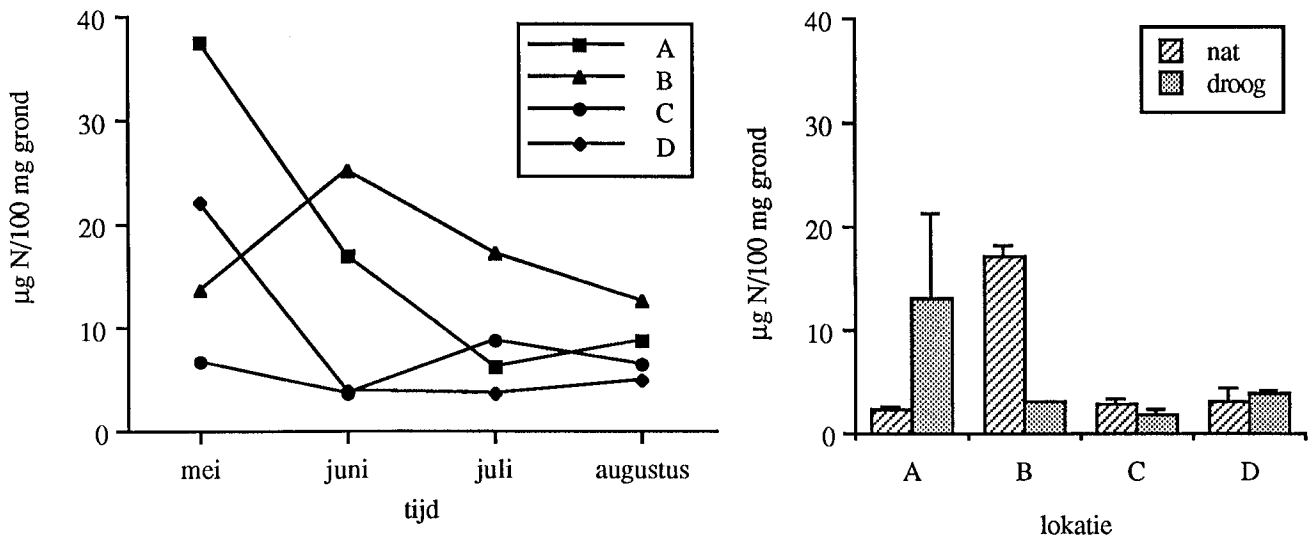 µg N/100 mg grond
40
30
20
10
0
A
B
C
D
mei juni juli augustus
tijd
µg N/100 mg grond
40
30
20
10
0
nat
droog
A B C D
lokatie